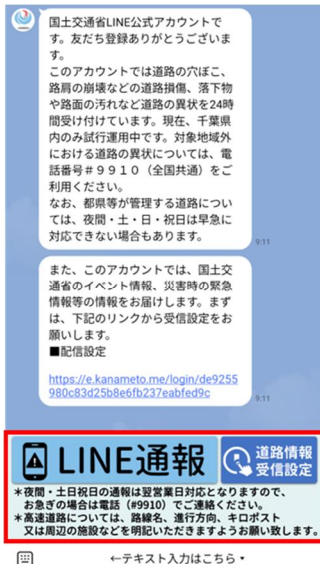 国土交通省LINE公式アカウントで
す。友だち登録ありがとうございま
す。
このアカウントでは道路の穴ぼこ、
路肩の崩壊などの道路損傷、落下物
や路面の汚れなど道路の異状を24時
間受け付けています。現在、千葉県
内のみ試行運用中です。対象地域外
における道路の異状については、電
話番号＃９９１０（全国共通）をご
利用ください。
なお、都県等が管理する道路につい
ては、夜間・土・日・祝日は早急に
対応できない場合もあります。
9:11
また、このアカウントでは、国土交
通省のイベント情報、災害時の緊急
情報等の情報をお届けします。まず
は、下記のリンクから受信設定をお
願いします。
■配信設定
https://e.kanameto.me/login/de9255
980c83d25b8e6fb237eabfed9c
9:11
LINE通報
道路情報
受信設定
＊夜間・土日祝日の通報は翌営業日対応となりますので、
お急ぎの場合は電話（#9910）でご連絡ください。
＊高速道路については、路線名、進行方向、キロポスト
又は周辺の施設などを明記いただきますようお願い致します。
←テキスト入力はこちら▼